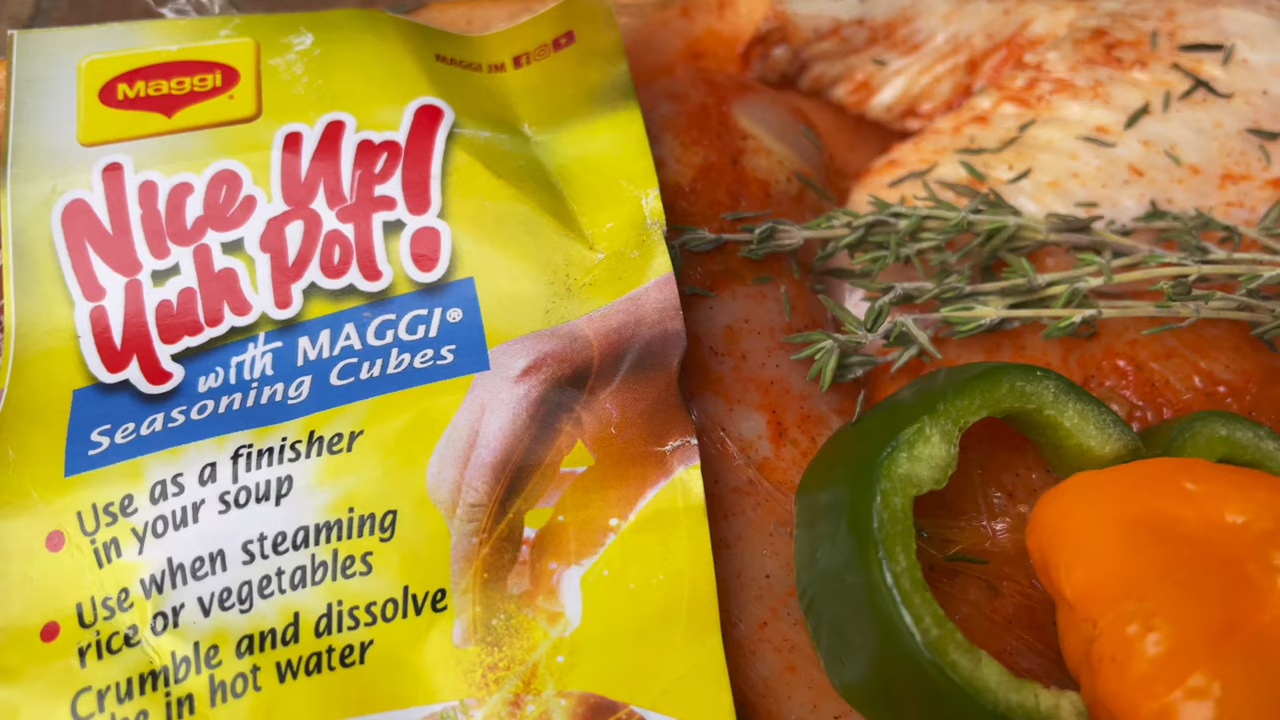 MAGGI JM
Maggi
Nice Up!
Yuh Pot
with MAGGI®
Seasoning Cubes
Use as a finisher
in your soup
Use when steaming
rice or vegetables
Crumble and dissolve
in hot water